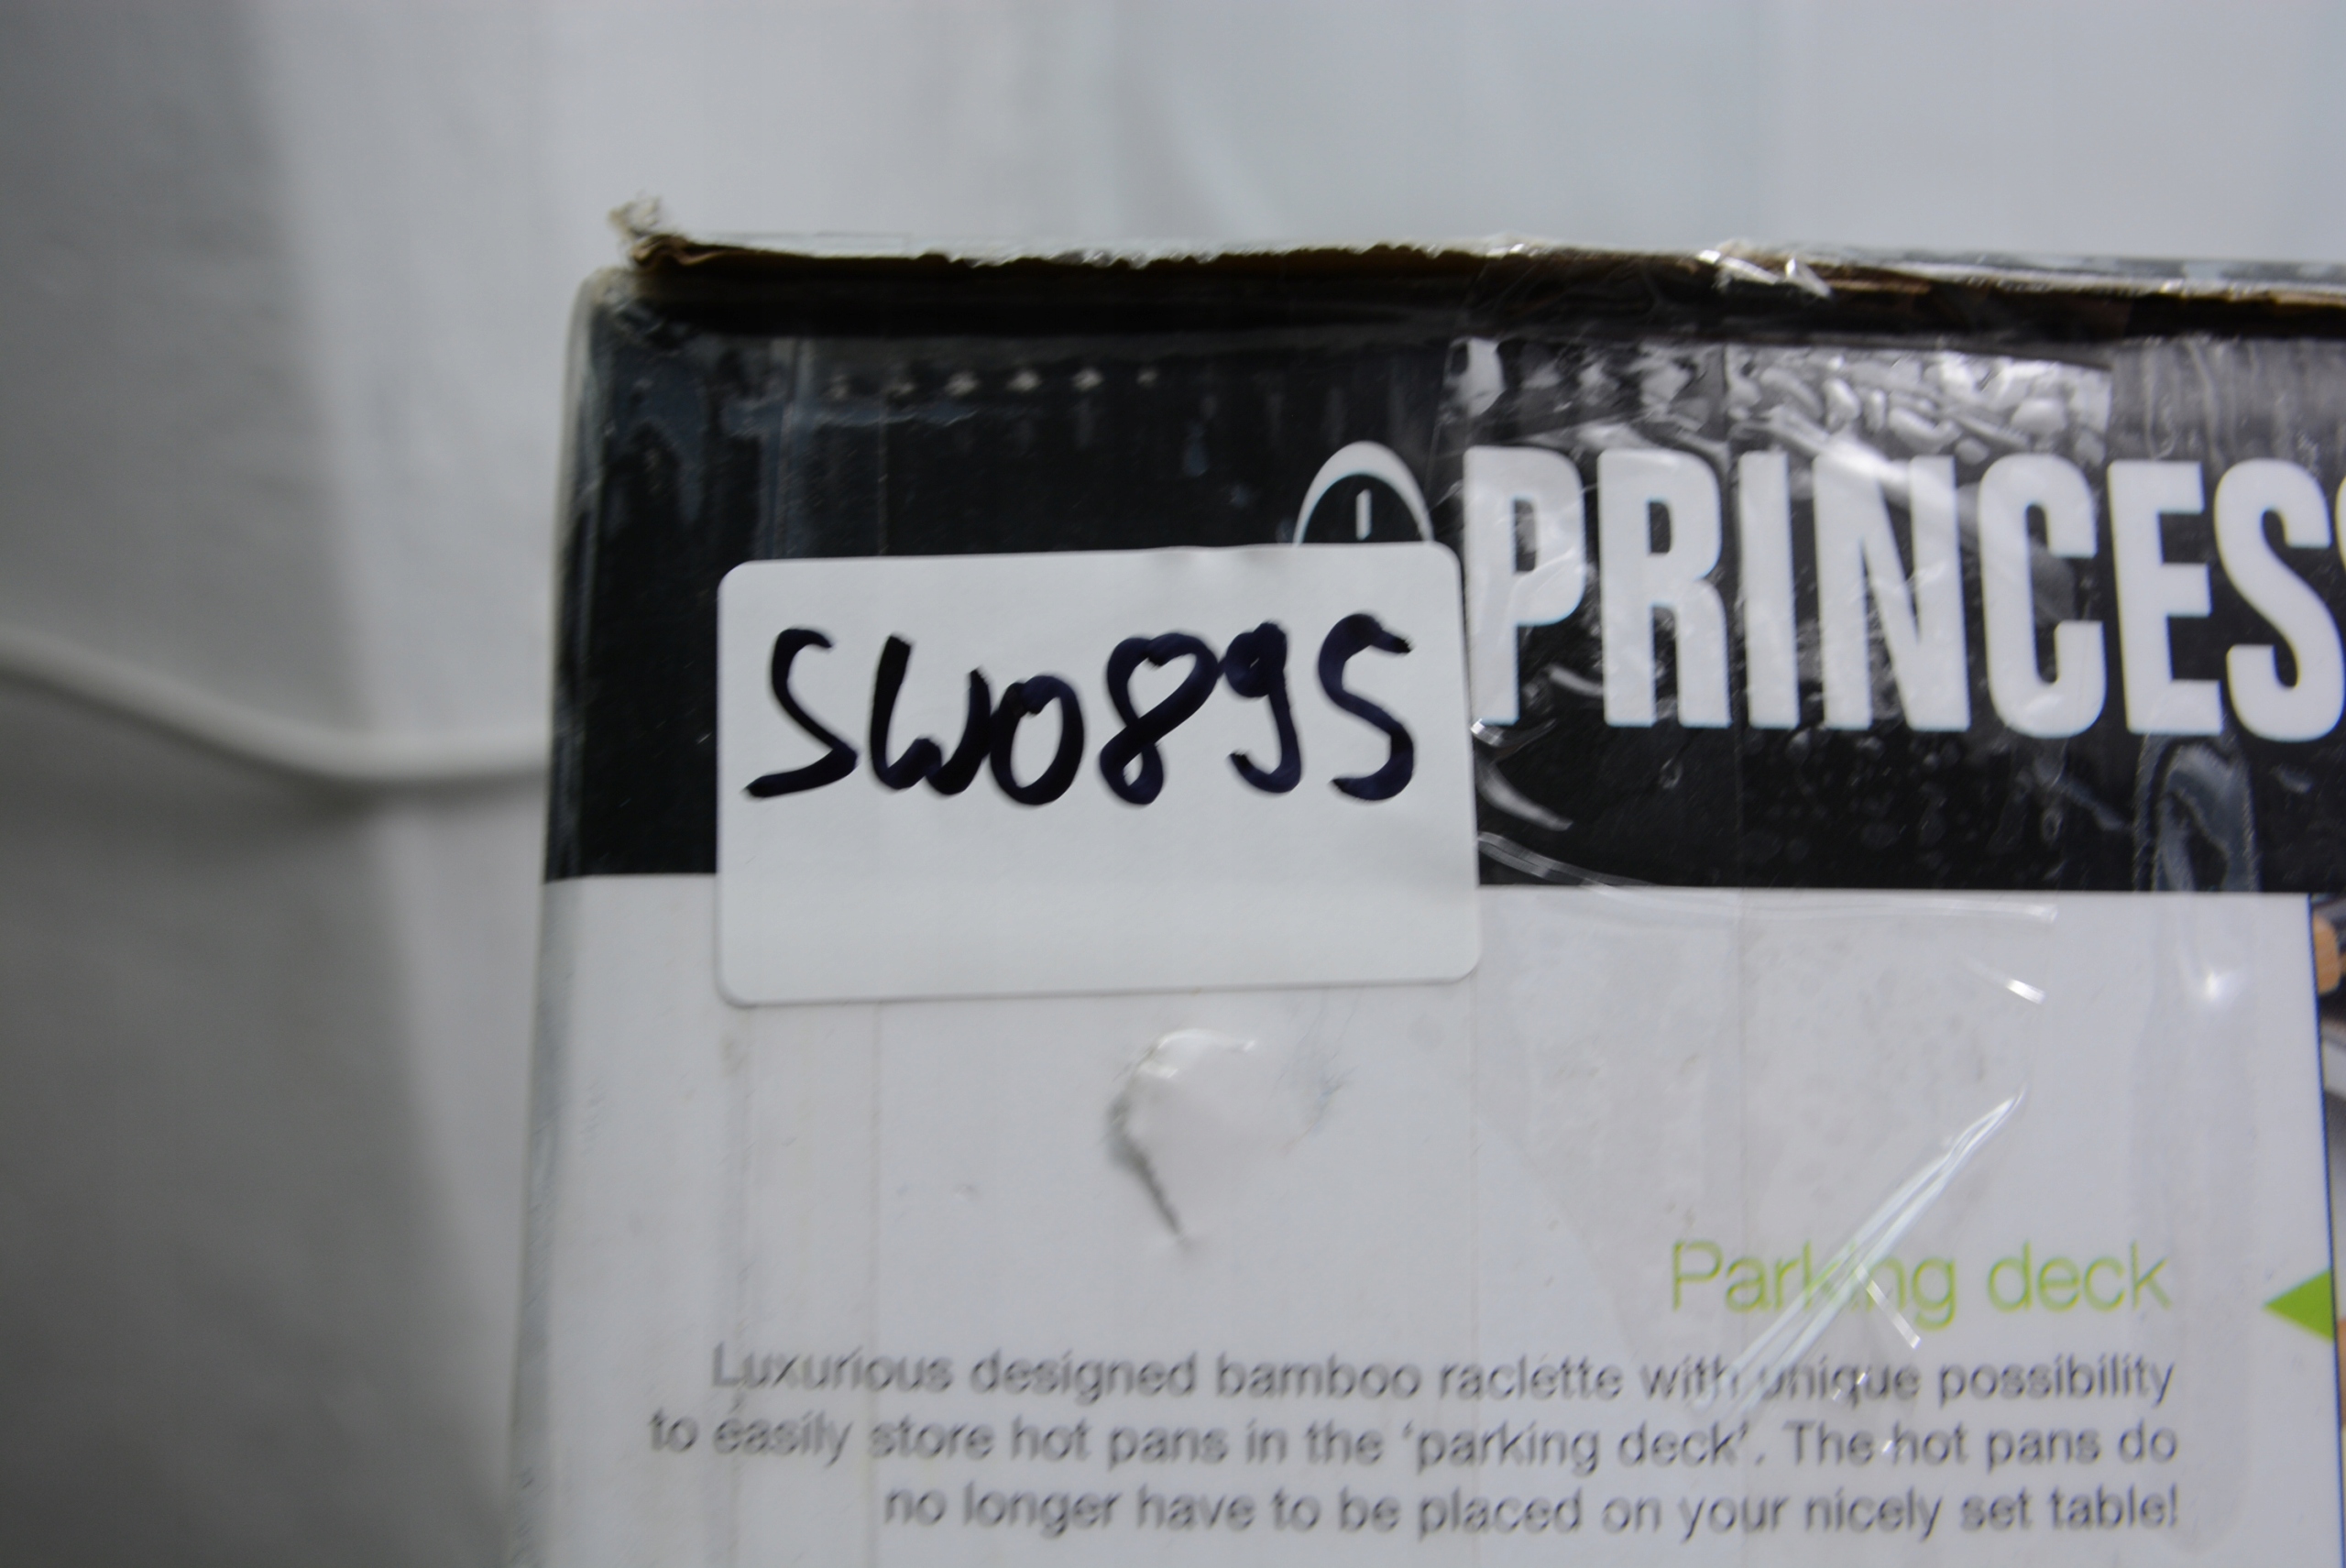 PRINCES
SW0895
Parking deck
Luxurious designed bamboo raclette with unique possibility
to easily store hot pans in the ‘parking deck’. The hot pans do
no longer have to be placed on your nicely set table!